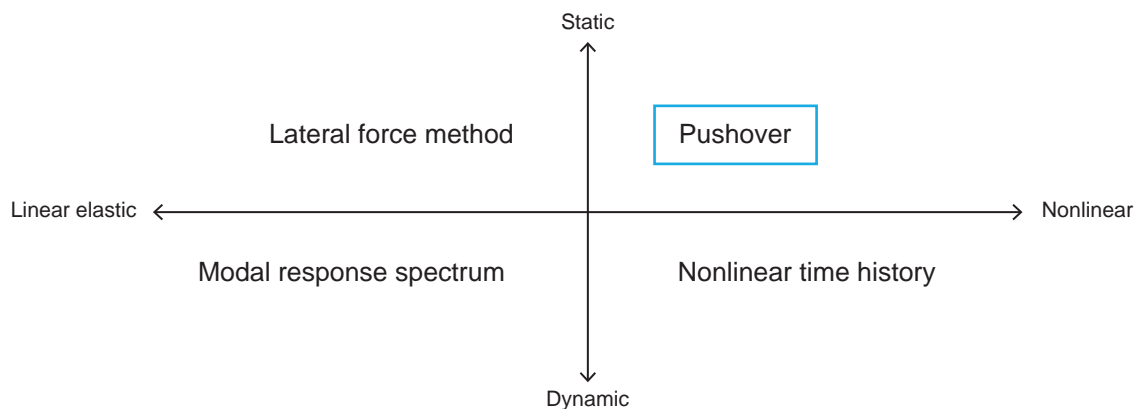 Static
Lateral force method
Pushover
Linear elastic
Nonlinear
Modal response spectrum
Nonlinear time history
Dynamic